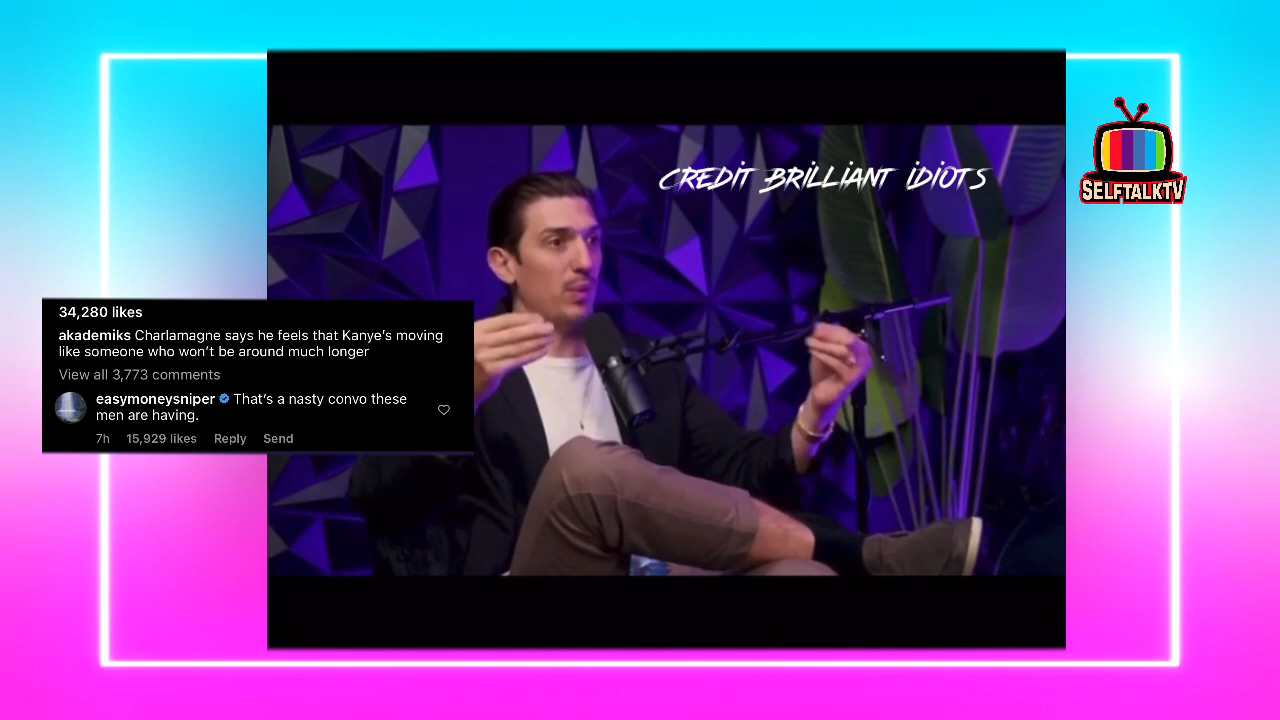 CREDIT BRILLIANT IDIOTS
SELFTALKTV
34,280 likes
akademiks Charlamagne says he feels that Kanye's moving
like someone who won't be around much longer
View all 3,773 comments
easymoneysniper That's a nasty convo these
men are having.
7h 15,929 likes Reply Send